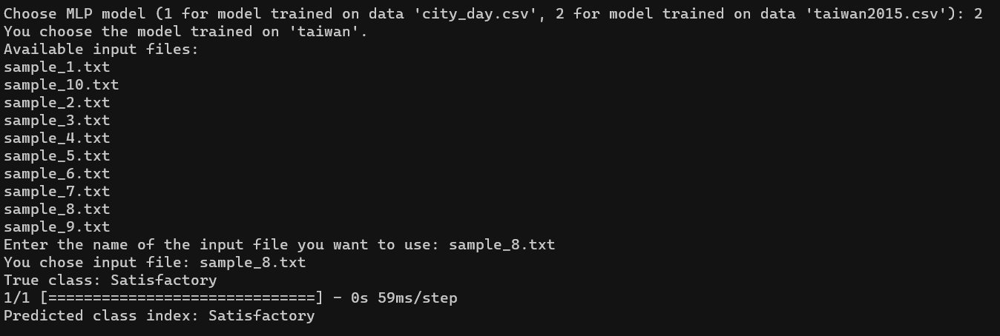 Choose MLP model (1 for model trained on data 'city_day.csv', 2 for model trained on data 'taiwan2015.csv'): 2
You choose the model trained on 'taiwan'.
Available input files:
sample_1.txt
sample_10.txt
sample_2.txt
sample_3.txt
sample_4.txt
sample_5.txt
sample_6.txt
sample_7.txt
sample_8.txt
sample_9.txt
Enter the name of the input file you want to use: sample_8.txt
You chose input file: sample_8.txt
True class: Satisfactory
1/1 [==============================] - 0s 59ms/step
Predicted class index: Satisfactory